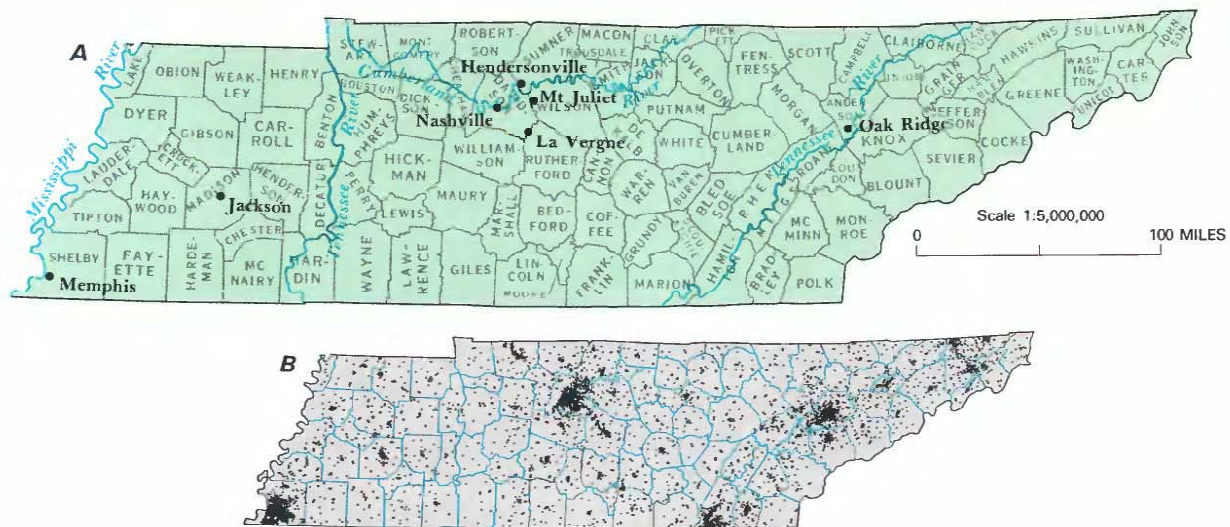 A
Mississippi River
LAKE
OBION
WEAK-
LEY
HENRY
STEW-
ART
MONT-
GOMERY
ROBERT-
SON
SUMNER
MACON
TROUSDALE
CLAY
PICK
ETT
SCOTT
CAMPBELL
CLAIBORNE
HAWKINS
SULLIVAN
JOHN
SON
Hendersonville
Cumberland River
HOUSTON
DICK
SON
SMITH
JACK
SON
OVERTON
FEN-
TRESS
UNION
GRAIN
GER
WASH-
ING-
TON
CAR-
TER
UNICOI
DYER
GIBSON
CAR-
ROLL
BENTON
HUM-
PHREYS
Nashville
Mt Juliet
WILSON
PUTNAM
MORGAN
ANDER
SON
Oak Ridge
KNOX
JEFFER
SON
GREENE
COCKE
La Vergne
LAUDER-
DALE
CROCK-
ETT
HAY-
WOOD
MADISON
HENDER-
SON
DECATUR
PERRY
HICK-
MAN
WILLIAM-
SON
RUTHER
FORD
CAN-
NON
DE
KALB
WHITE
CUMBER-
LAND
Tennessee River
ROANE
LOU
DON
BLOUNT
SEVIER
Jackson
TIPTON
Tennessee River
LEWIS
MAURY
MAR-
SHALL
BED-
FORD
COF-
FEE
WAR-
REN
VAN
BUREN
BLED
SOE
RHEA
MEIGS
MC
MINN
MON-
ROE
Scale 1:5,000,000
SHELBY
Memphis
FAY-
ETTE
HARDE-
MAN
CHESTER
MC
NAIRY
HAR-
DIN
WAYNE
LAW-
RENCE
GILES
LIN-
COLN
MOORE
FRANK-
LIN
GRUNDY
MARION
HAMIL
TON
BRAD-
LEY
POLK
0 100 MILES
B